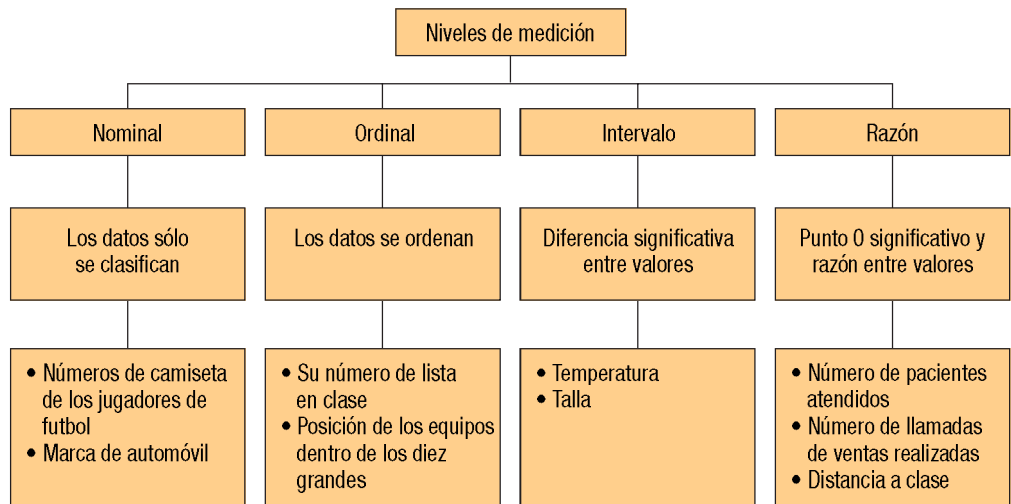 Niveles de medición
Nominal
Ordinal
Intervalo
Razón
Los datos sólo
se clasifican
Los datos se ordenan
Diferencia significativa
entre valores
Punto 0 significativo y
razón entre valores
• Números de camiseta
de los jugadores de
futbol
• Marca de automóvil
• Su número de lista
en clase
• Posición de los equipos
dentro de los diez
grandes
• Temperatura
• Talla
• Número de pacientes
atendidos
• Número de llamadas
de ventas realizadas
• Distancia a clase